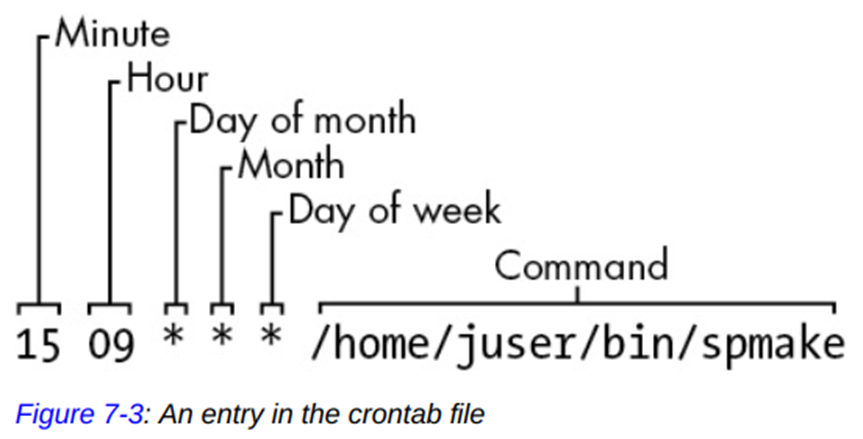 Minute
Hour
Day of month
Month
Day of week
Command
15 09 * * * /home/juser/bin/spmake
Figure 7-3: An entry in the crontab file